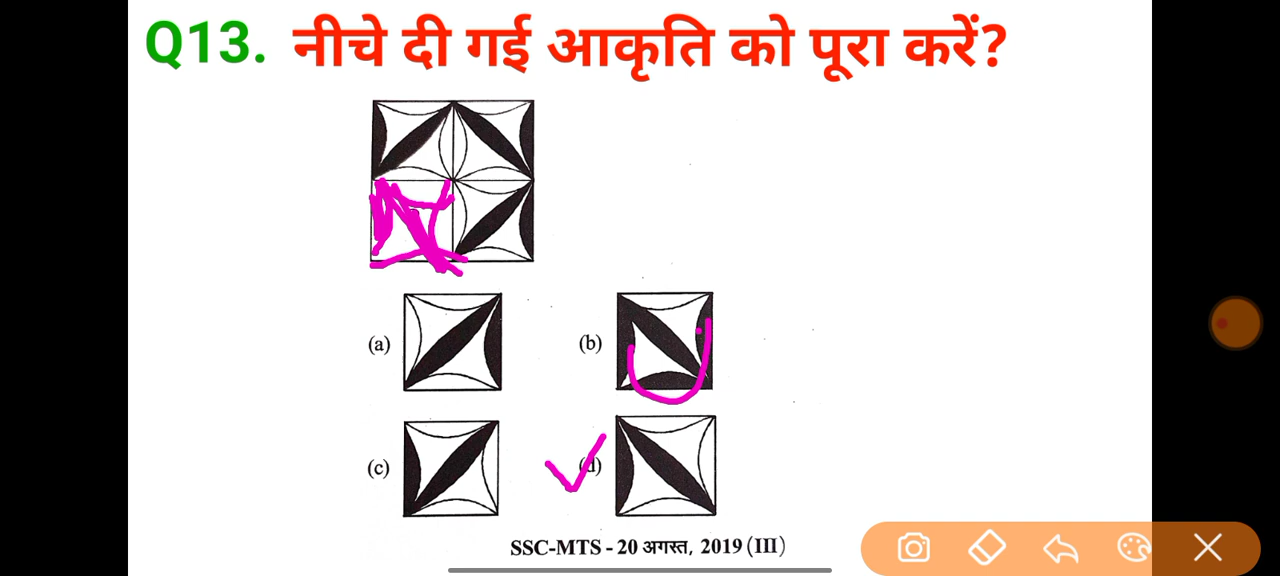 Q13. नीचे दी गई आकृति को पूरा करें?
(a)
(b)
(c)
(d)
SSC-MTS - 20 अगस्त, 2019 (III)